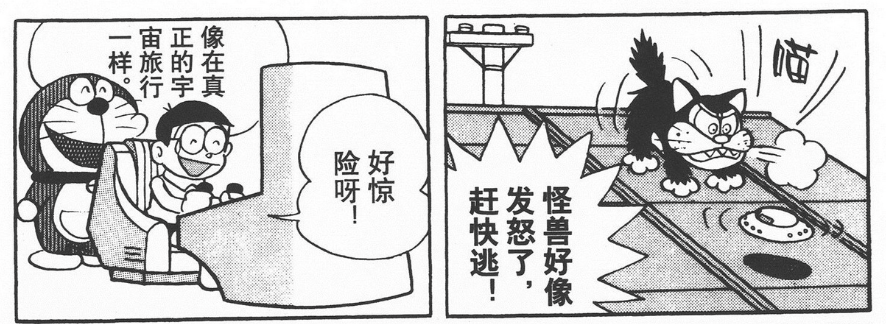 怪兽好像
发怒了，
赶快逃！
好惊
险呀！
像在真
正的宇
宙旅行
一样。